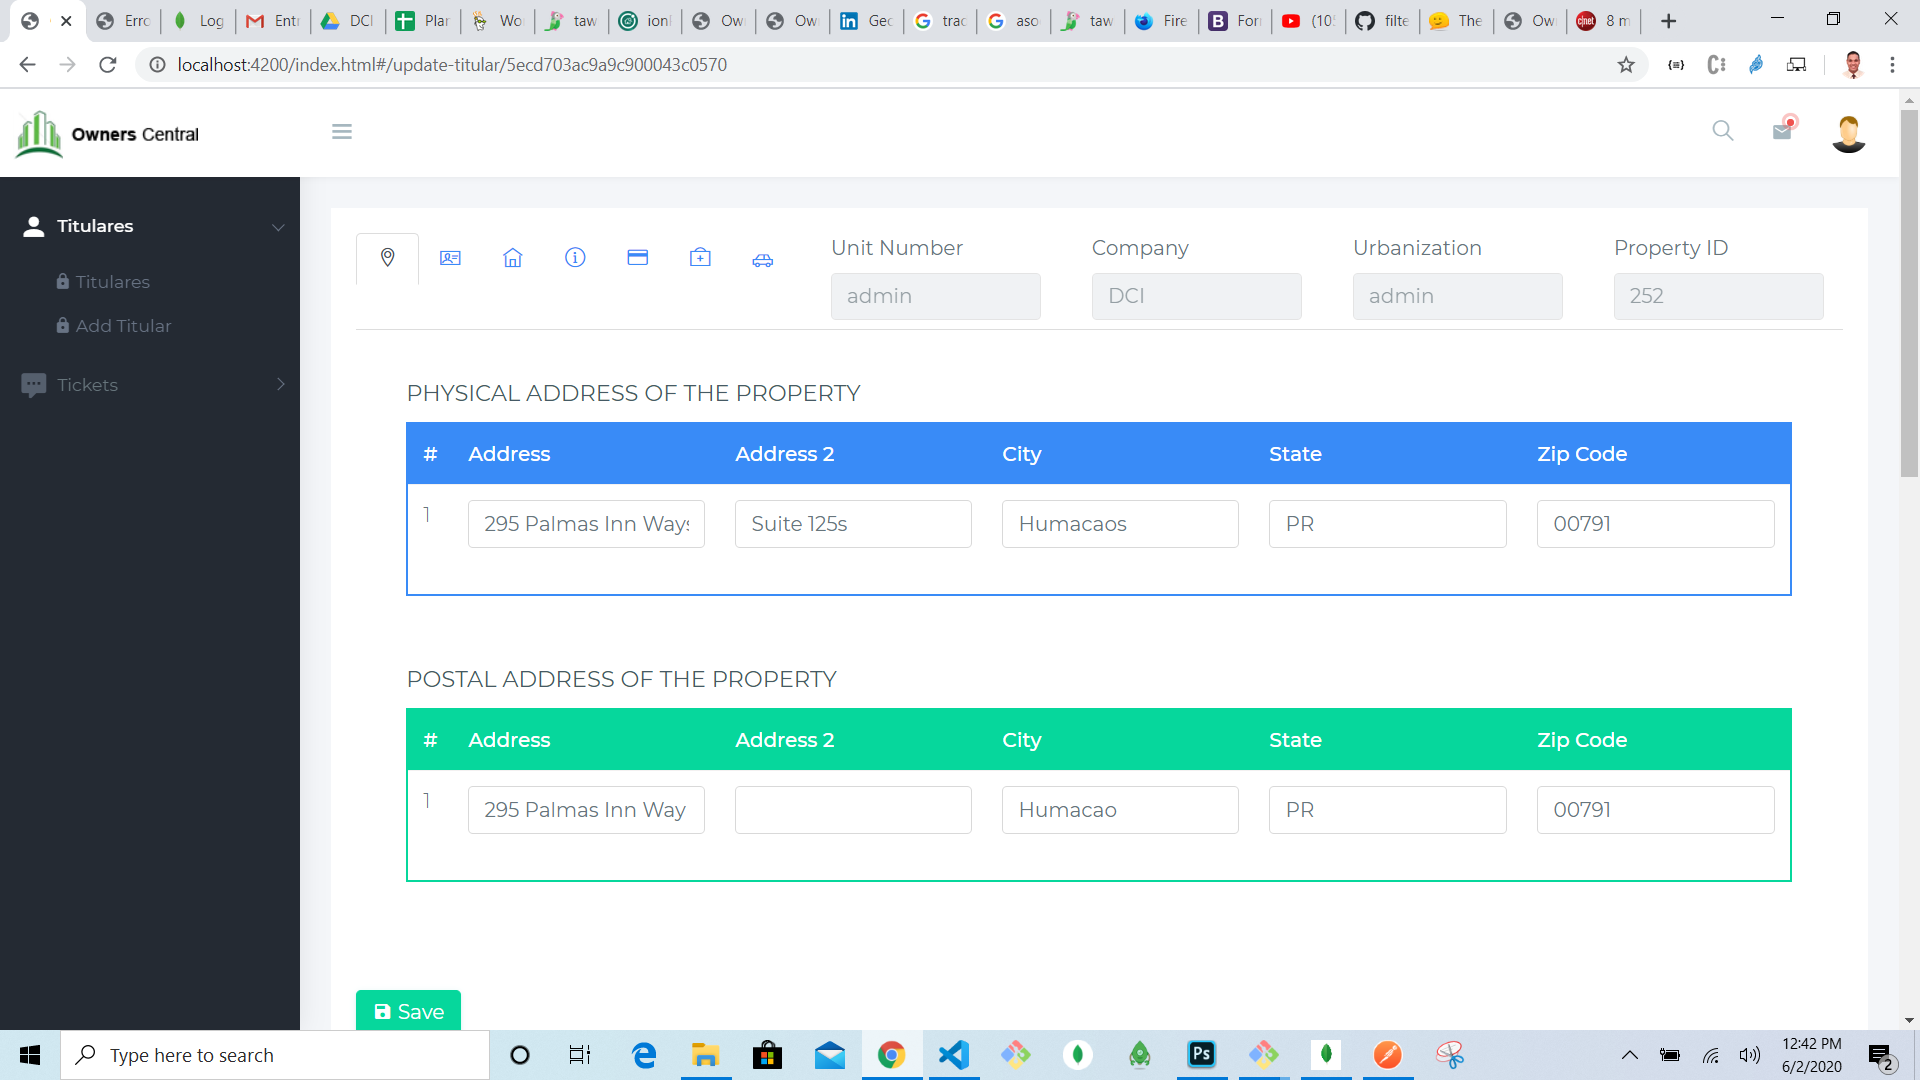 Erro
Log
Entr
DCI
Plar
Wo
taw
ionI
Ow
Ow
Gec
trac
aso
taw
Fire
For
(105
filte
The
Ow
8 m
localhost:4200/index.html#/update-titular/5ecd703ac9a9c900043c0570
Owners Central
Titulares
Titulares
Add Titular
Tickets
Unit Number Company Urbanization Property ID
admin DCI admin 252
PHYSICAL ADDRESS OF THE PROPERTY
# Address Address 2 City State Zip Code
1 295 Palmas Inn Ways Suite 125s Humacaos PR 00791
POSTAL ADDRESS OF THE PROPERTY
# Address Address 2 City State Zip Code
1 295 Palmas Inn Way Humacao PR 00791
Save
Type here to search
Ps
12:42 PM
6/2/2020
2